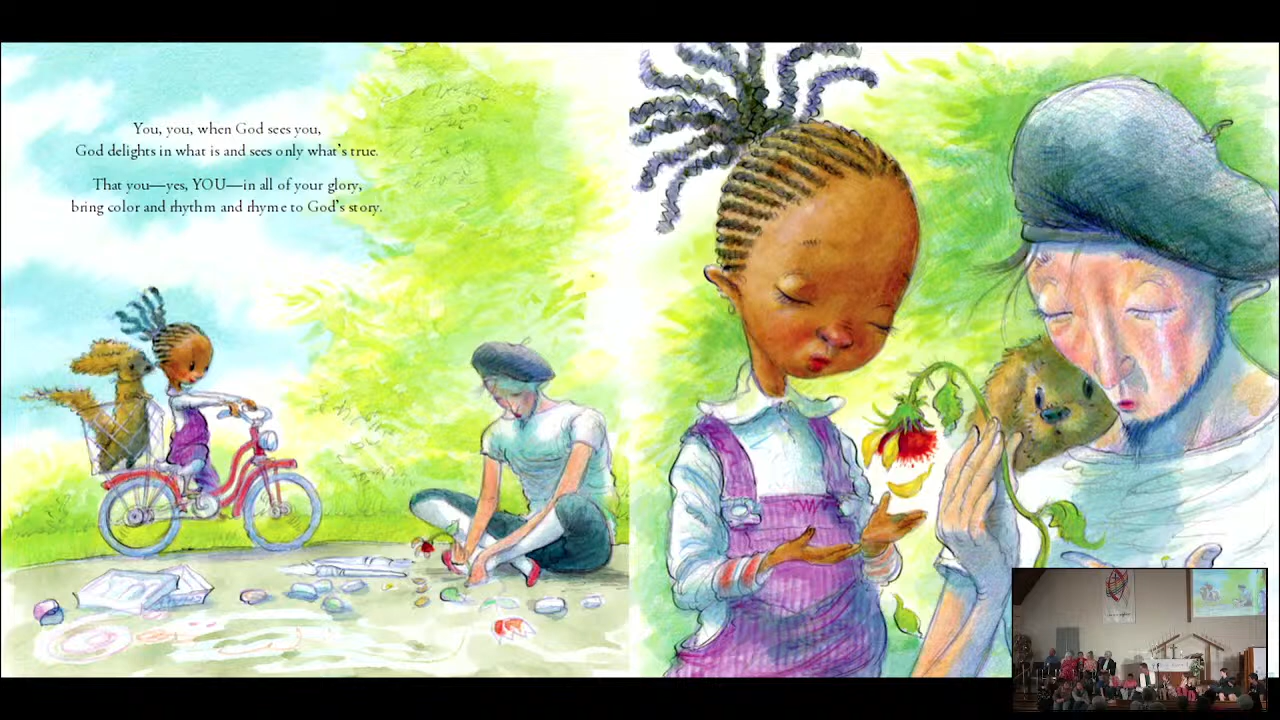 You, you, when God sees you,
God delights in what is and sees only what's true.
That you—yes, YOU—in all of your glory,
bring color and rhythm and rhyme to God's story.